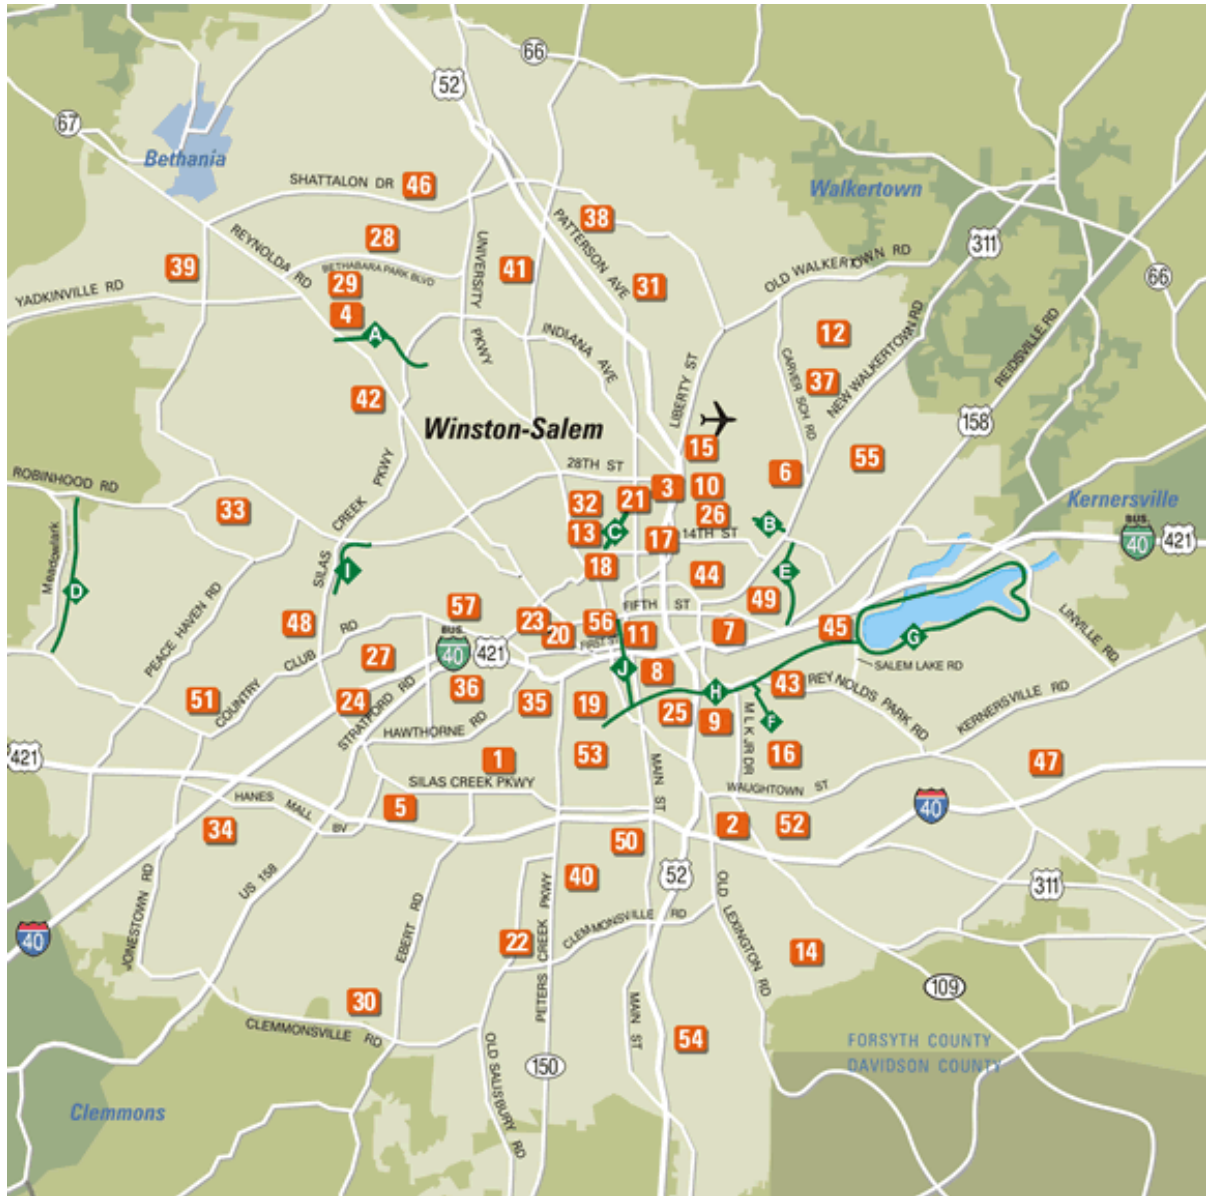 66
52
67
Bethania
SHATTALON DR
46
Walkertown
38
PATTERSON AVE
28
REYNOLDA RD
UNIVERSITY
PKWY
311
39
41
BETHABARA PARK BLVD
OLD WALKERTOWN RD
66
29
31
YADKINVILLE RD
4
A
INDIANA AVE
12
NEW WALKERTOWN RD
REIDSVILLE RD
LIBERTY ST
CARVER SCH RD
37
42
158
Winston-Salem
15
55
28TH ST
6
ROBINHOOD RD
3
10
32
21
Kernersville
33
CREEK PKWY
SILAS
26
B
13
C
14TH ST
17
BUS.
40
421
Meadowlark
D
I
18
44
E
PEACE HAVEN RD
49
57
FIFTH ST
48
23
56
20
11
7
45
LINVILLE RD
FIRST ST
G
BUS.
40
421
COUNTRY CLUB RD
27
J
8
SALEM LAKE RD
36
H
43
REYNOLDS PARK RD
KERNERSVILLE RD
51
24
STRATFORD RD
35
19
25
9
F
M L K JR DR
HAWTHORNE RD
421
1
53
16
47
MAIN ST
SILAS CREEK PKWY
WAUGHTOWN ST
HANES MALL BV
5
40
34
50
2
52
US 158
40
52
311
JONESTOWN RD
EBERT RD
PETERS CREEK PKWY
CLEMMONSVILLE RD
OLD LEXINGTON RD
40
22
14
109
30
MAIN ST
CLEMMONSVILLE RD
54
OLD SALISBURY RD
FORSYTH COUNTY
DAVIDSON COUNTY
150
Clemmons